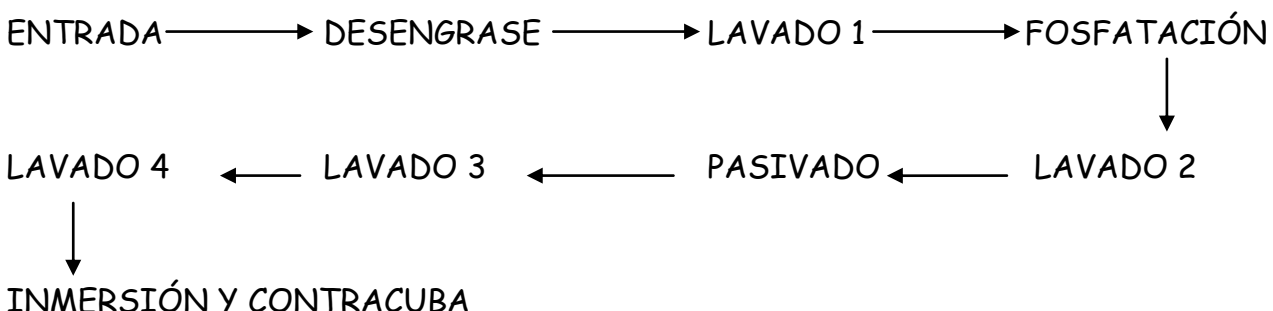 ENTRADA DESENGRASE LAVADO 1 FOSFATACIÓN
LAVADO 4 LAVADO 3 PASIVADO LAVADO 2
INMERSIÓN Y CONTRACUBA